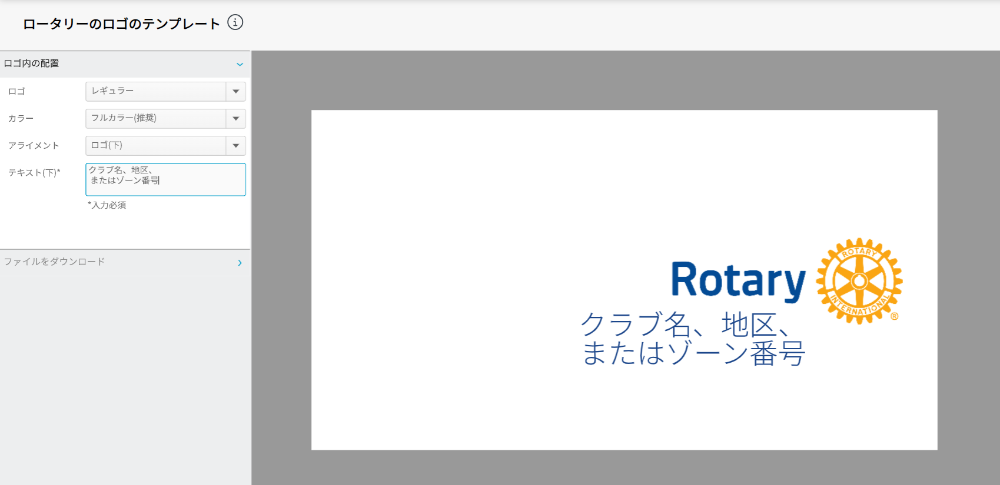 ロータリーのロゴのテンプレート
ロゴ内の配置
ロゴ レギュラー
カラー フルカラー(推奨)
アライメント ロゴ(下)
テキスト(下)* クラブ名、地区、
またはゾーン番号
*入力必須
ファイルをダウンロード
Rotary
ROTARY
INTERNATIONAL
®
クラブ名、地区、
またはゾーン番号